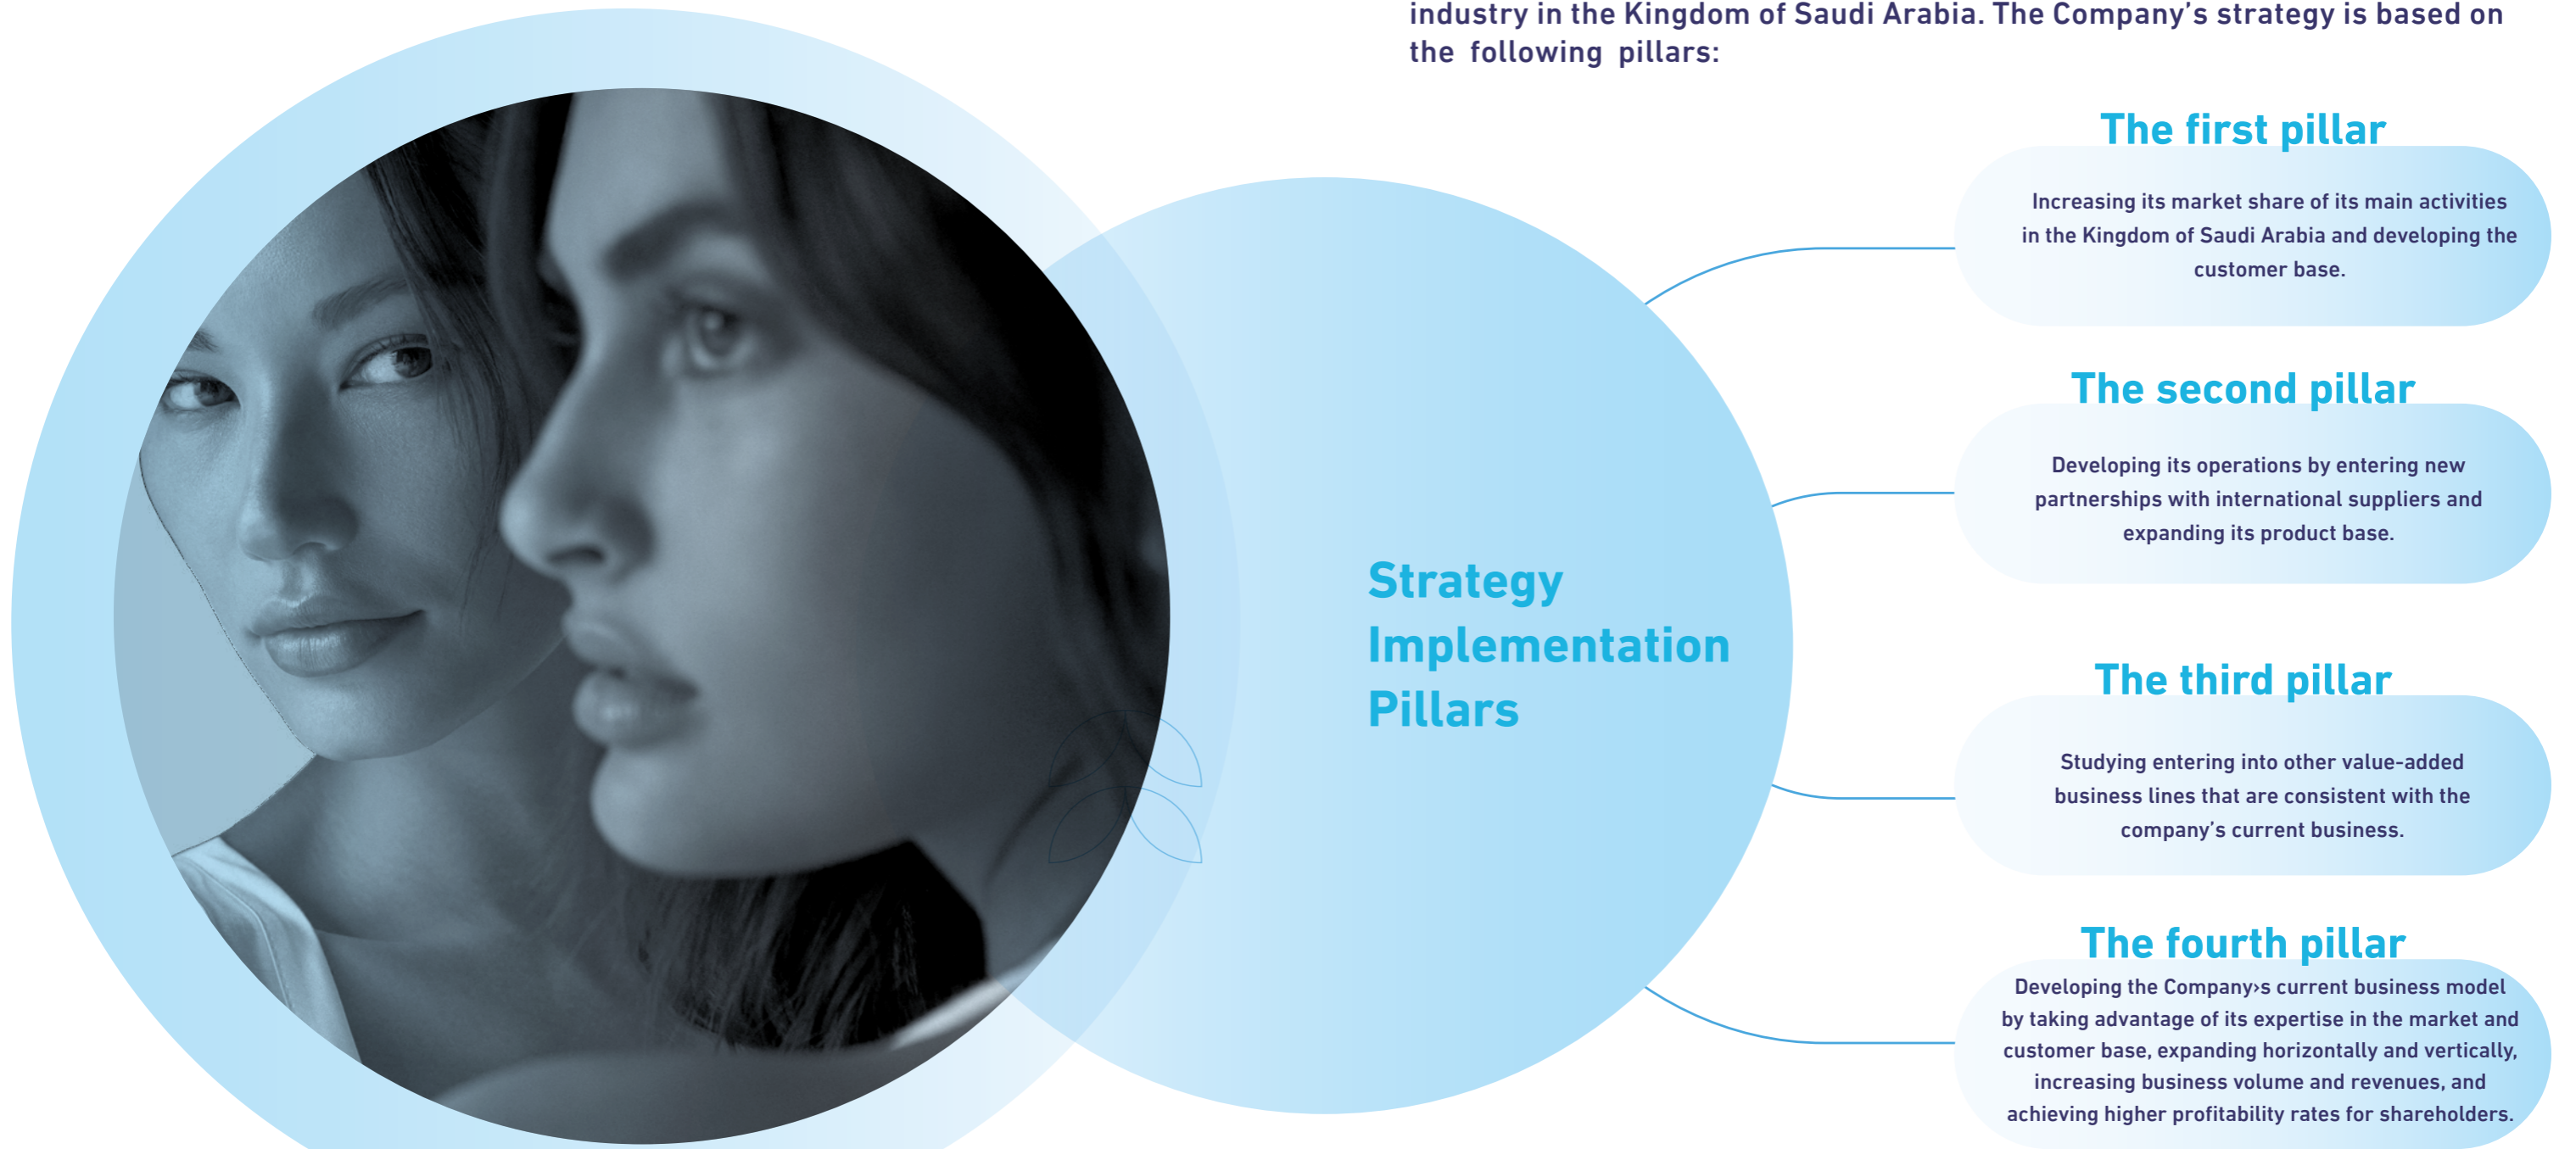 industry in the Kingdom of Saudi Arabia. The Company’s strategy is based on
the following pillars:
The first pillar
Increasing its market share of its main activities
in the Kingdom of Saudi Arabia and developing the
customer base.
The second pillar
Developing its operations by entering new
partnerships with international suppliers and
expanding its product base.
Strategy
Implementation
Pillars
The third pillar
Studying entering into other value-added
business lines that are consistent with the
company’s current business.
The fourth pillar
Developing the Company›s current business model
by taking advantage of its expertise in the market and
customer base, expanding horizontally and vertically,
increasing business volume and revenues, and
achieving higher profitability rates for shareholders.